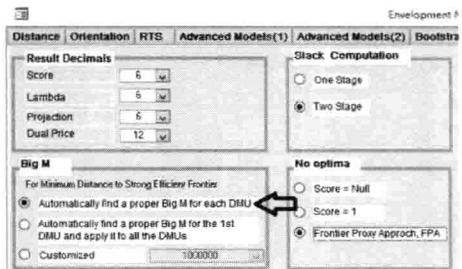 Envelopment M
Distance Orientation RTS Advanced Models(1) Advanced Models(2) Bootstra
Result Decimals
Score 6
Lambda 6
Projection 6
Dual Price 12
Slack Computation
One Stage
Two Stage
Big M
For Minimum Distance to Strong Efficiency Frontier
Automatically find a proper Big M for each DMU
Automatically find a proper Big M for the 1st
DMU and apply it to all the DMUs
Customized 1000000
No optima
Score = Null
Score = 1
Frontier Proxy Approch, FPA